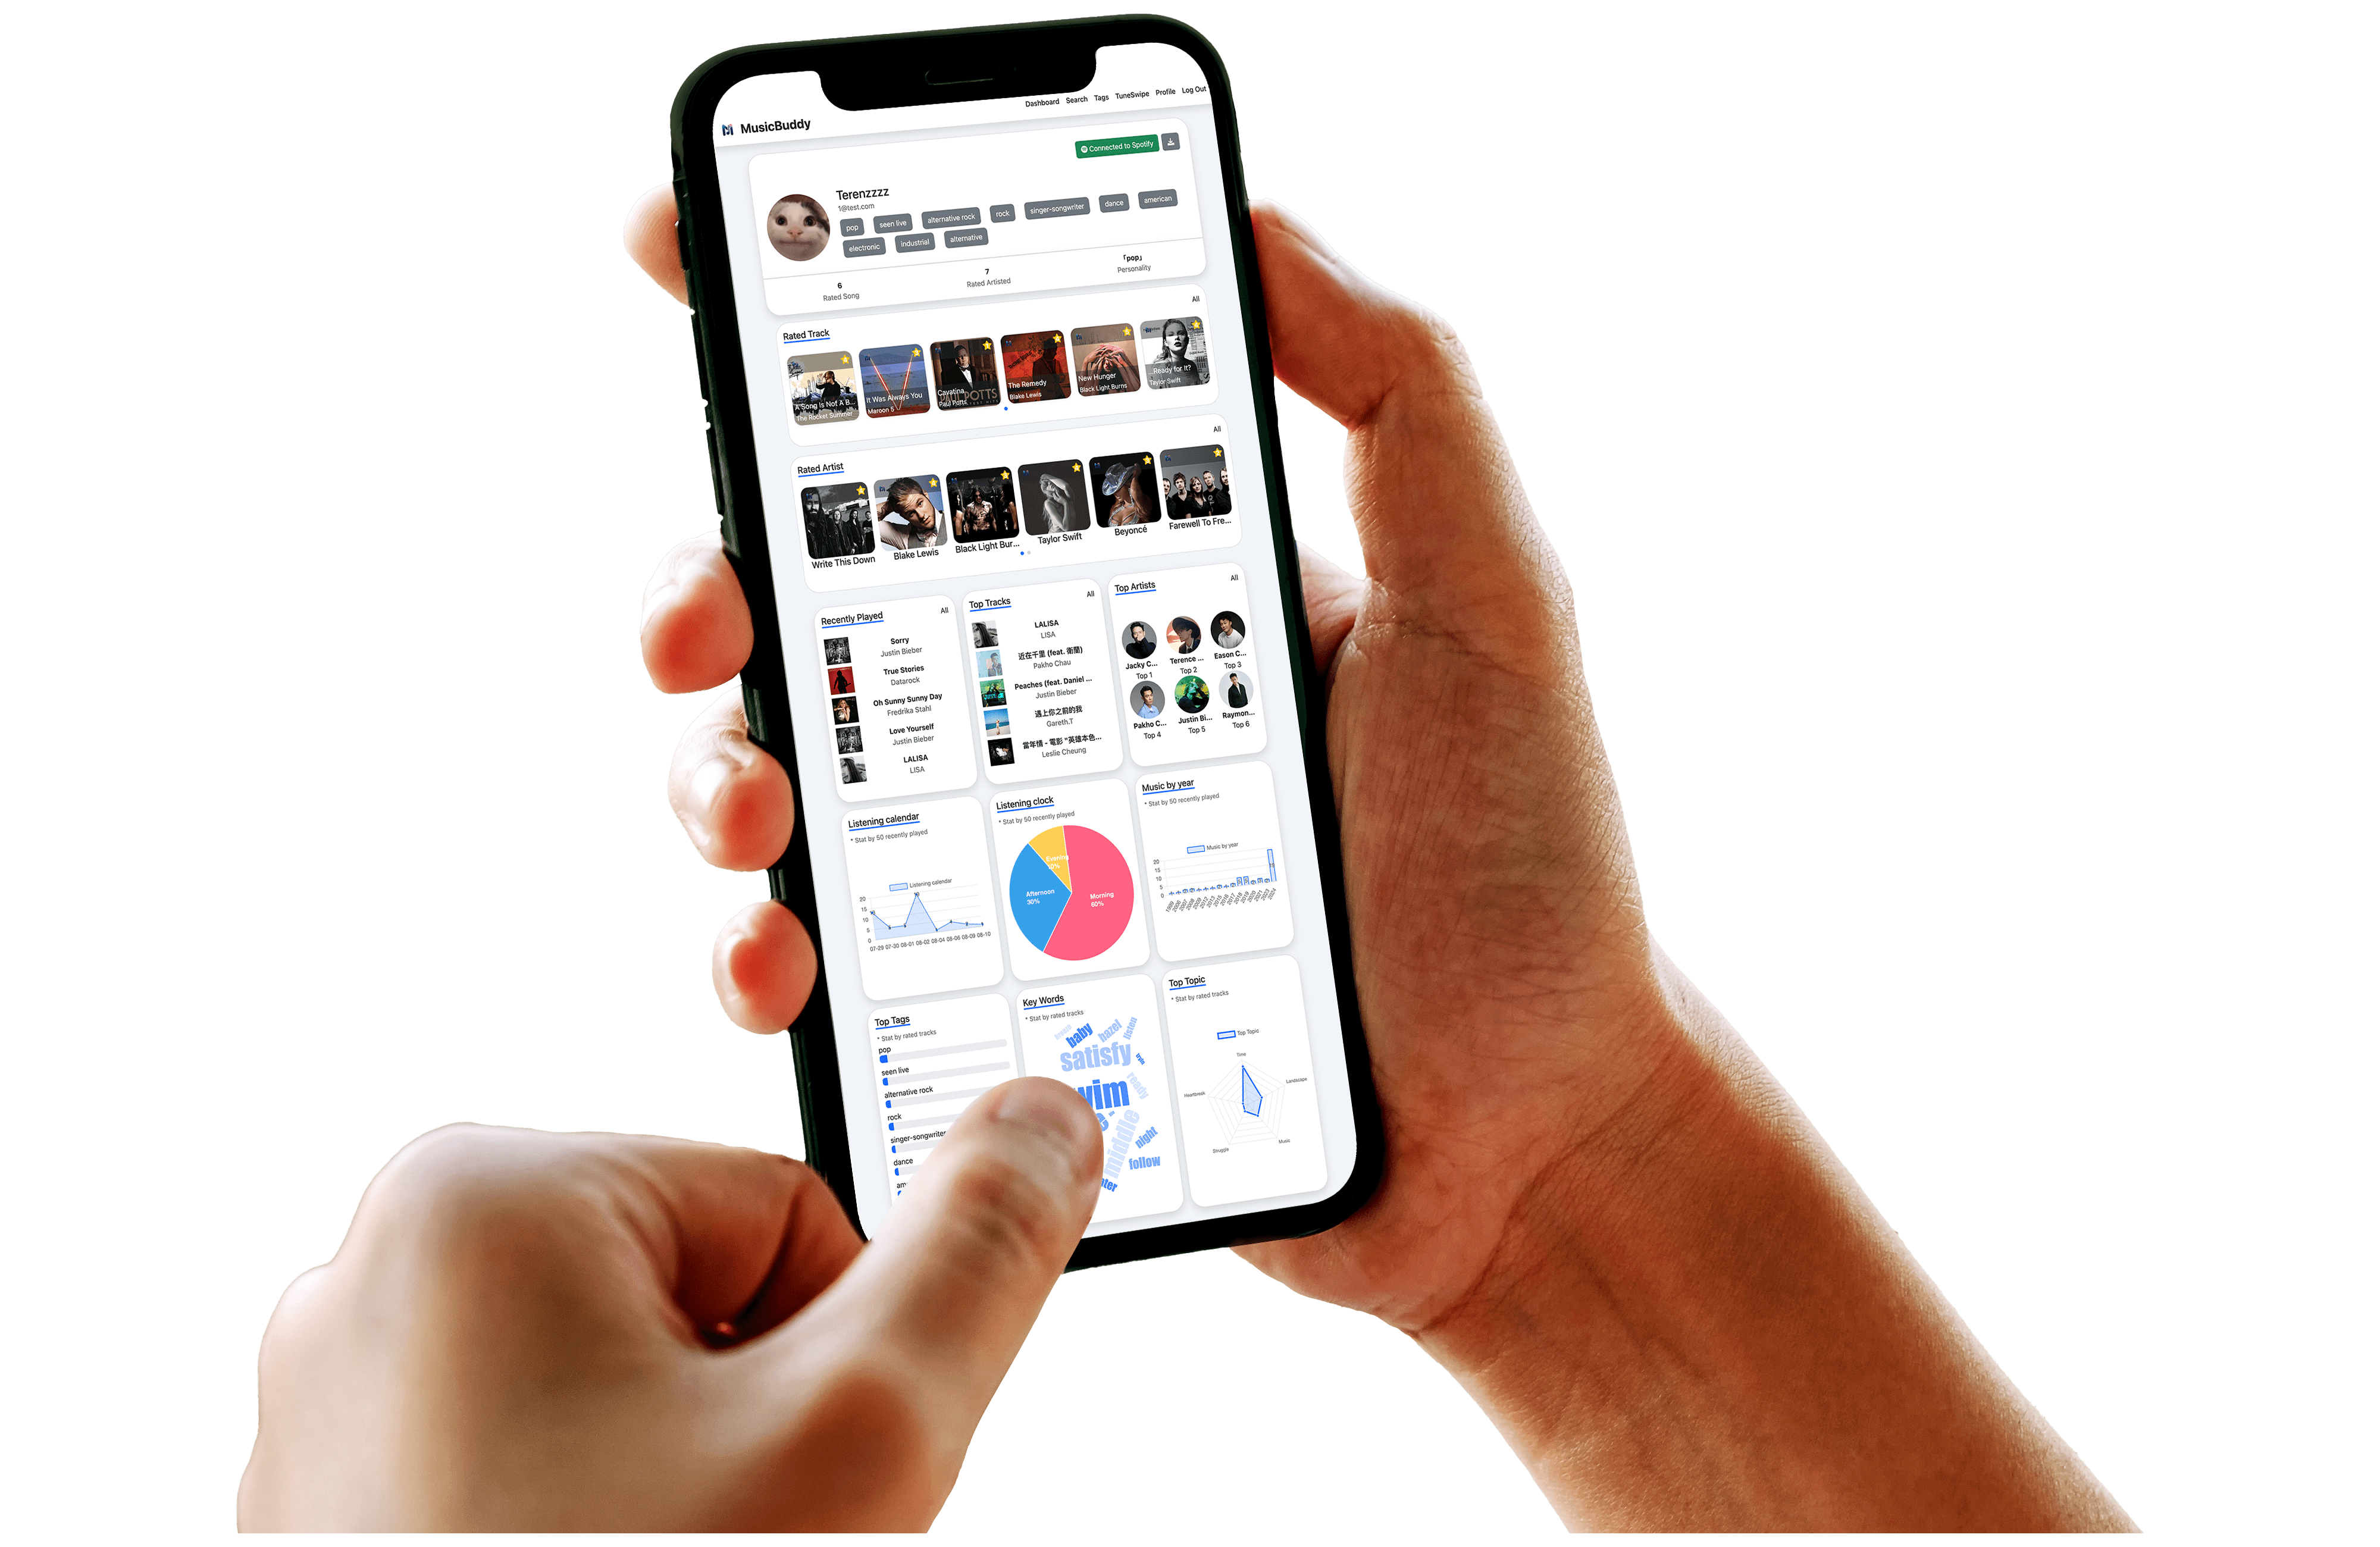 Dashboard Search Tags TuneSwipe Profile Log Out
MusicBuddy
Connected to Spotify
Terenzzzz
1@test.com
pop seen live alternative rock rock singer-songwriter dance american
electronic industrial alternative
6 7 「pop」
Rated Song Rated Artisted Personality
Rated Track All
A Song Is Not A B... It Was Always You Cavatina The Remedy New Hunger ...Ready for It?
The Rocket Summer Maroon 5 Paul Potts Blake Lewis Black Light Burns Taylor Swift
Rated Artist All
Write This Down Blake Lewis Black Light Bur... Taylor Swift Beyoncé Farewell To Fre...
Recently Played All
Sorry
Justin Bieber
True Stories
Datarock
Oh Sunny Sunny Day
Fredrika Stahl
Love Yourself
Justin Bieber
LALISA
LISA
Top Tracks All
LALISA
LISA
近在千里 (feat. 衛蘭)
Pakho Chau
Peaches (feat. Daniel ...
Justin Bieber
遇上你之前的我
Gareth.T
當年情 - 電影 "英雄本色...
Leslie Cheung
Top Artists All
Jacky C... Terence ... Eason C...
Top 1 Top 2 Top 3
Pakho C... Justin Bi... Raymon...
Top 4 Top 5 Top 6
Listening calendar
* Stat by 50 recently played
Listening calendar
20
15
10
5
0
07-29 07-30 08-01 08-02 08-04 08-06 08-09 08-10
Listening clock
* Stat by 50 recently played
Evening
Afternoon
30%
Morning
60%
Music by year
* Stat by 50 recently played
Music by year
20
15
10
5
0
Top Tags
* Stat by rated tracks
pop
seen live
alternative rock
rock
singer-songwriter
dance
am
Key Words
* Stat by rated tracks
baby
hazel
listen
satisfy
ready
middle
night
follow
Top Topic
* Stat by rated tracks
Top Topic
Time
Heartbreak
Landscape
Struggle
Music